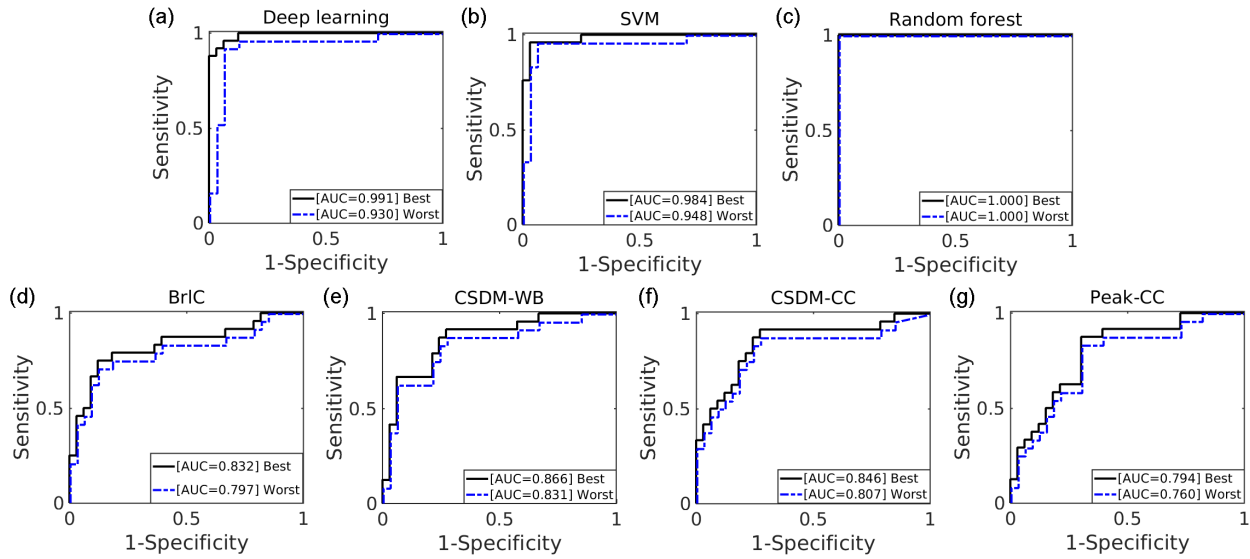 (a) Deep learning
Sensitivity
1
0.5
0
[AUC=0.991] Best
[AUC=0.930] Worst
0 0.5 1
1-Specificity
(b) SVM
Sensitivity
1
0.5
0
[AUC=0.984] Best
[AUC=0.948] Worst
0 0.5 1
1-Specificity
(c) Random forest
Sensitivity
1
0.5
0
[AUC=1.000] Best
[AUC=1.000] Worst
0 0.5 1
1-Specificity
(d) BrIC
Sensitivity
1
0.5
0
[AUC=0.832] Best
[AUC=0.797] Worst
0 0.5 1
1-Specificity
(e) CSDM-WB
Sensitivity
1
0.5
0
[AUC=0.866] Best
[AUC=0.831] Worst
0 0.5 1
1-Specificity
(f) CSDM-CC
Sensitivity
1
0.5
0
[AUC=0.846] Best
[AUC=0.807] Worst
0 0.5 1
1-Specificity
(g) Peak-CC
Sensitivity
1
0.5
0
[AUC=0.794] Best
[AUC=0.760] Worst
0 0.5 1
1-Specificity